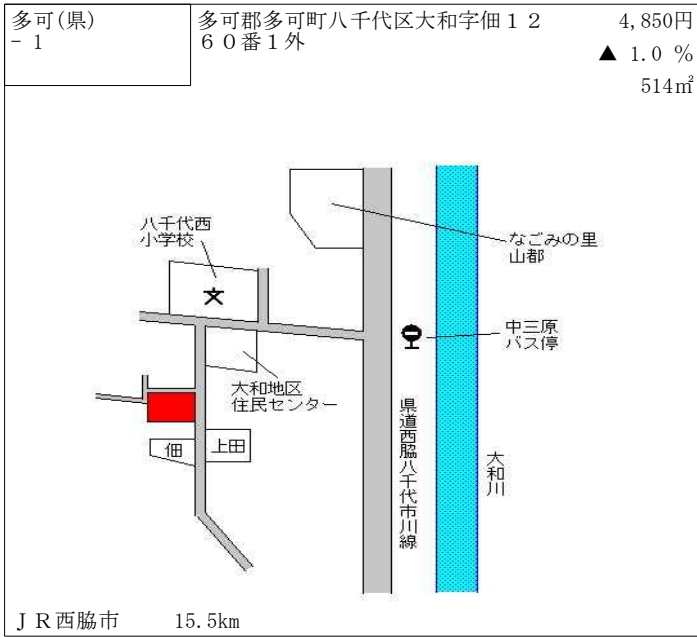 多可(県)
- 1
多可郡多可町八千代区大和字佃１２
６０番１外
4,850円
▲ 1.0 %
514㎡
八千代西
小学校
なごみの里
山都
中三原
バス停
大和地区
住民センター
佃
上田
県道西脇八千代市川線
大和川
ＪＲ西脇市 15.5km